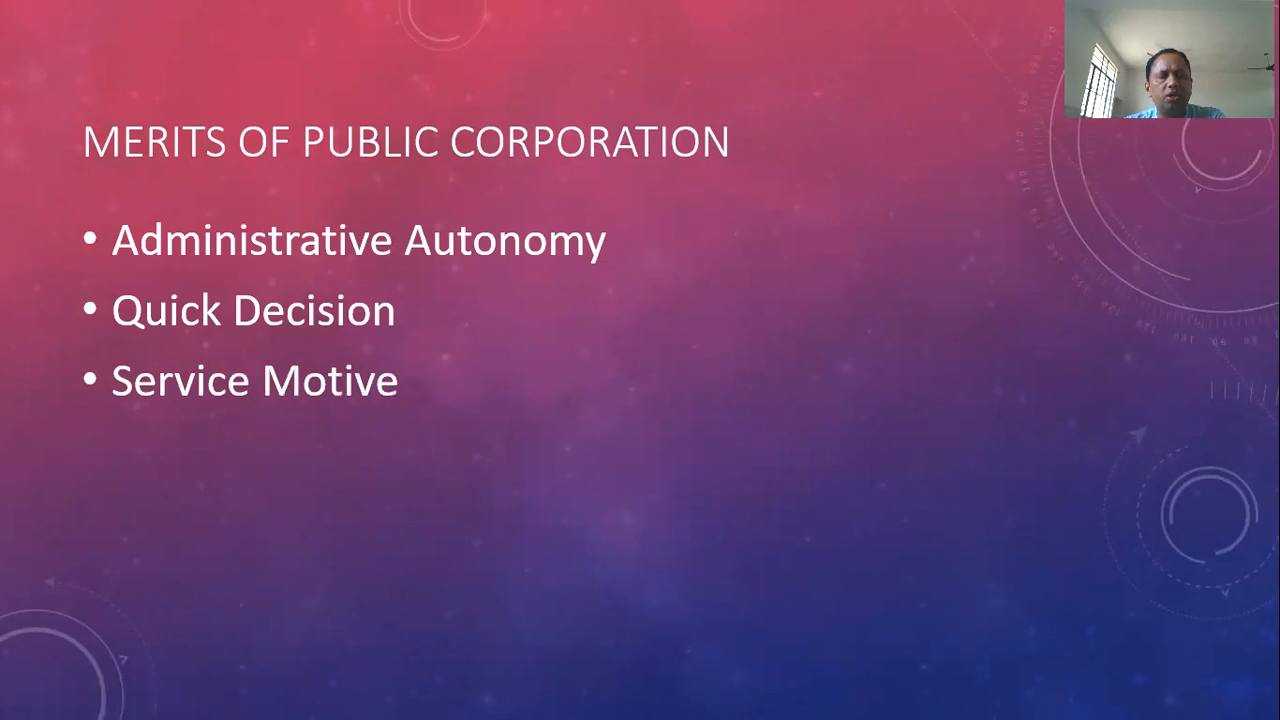 MERITS OF PUBLIC CORPORATION
• Administrative Autonomy
• Quick Decision
• Service Motive